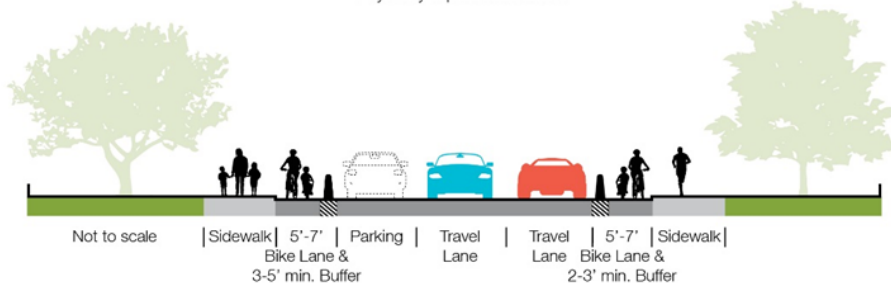 Not to scale | Sidewalk | 5'-7' | Parking | Travel | Travel | 5'-7' | Sidewalk |
Bike Lane & Lane Lane Bike Lane &
3-5' min. Buffer 2-3' min. Buffer